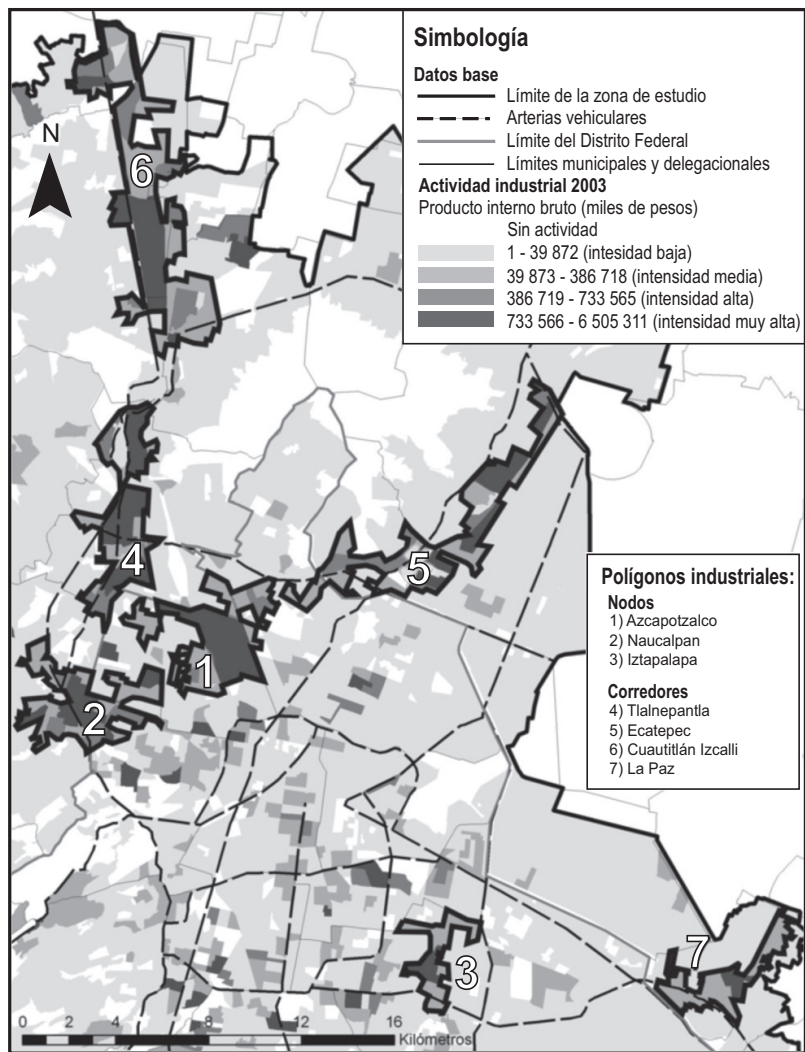 Simbología
Datos base
Límite de la zona de estudio
Arterias vehiculares
Límite del Distrito Federal
Límites municipales y delegacionales
Actividad industrial 2003
Producto interno bruto (miles de pesos)
Sin actividad
1 - 39 872 (intesidad baja)
39 873 - 386 718 (intensidad media)
386 719 - 733 565 (intensidad alta)
733 566 - 6 505 311 (intensidad muy alta)
N
6
4
5
1
2
3
7
Polígonos industriales:
Nodos
1) Azcapotzalco
2) Naucalpan
3) Iztapalapa
Corredores
4) Tlalnepantla
5) Ecatepec
6) Cuautitlán Izcalli
7) La Paz
0 2 4 8 12 16
Kilómetros